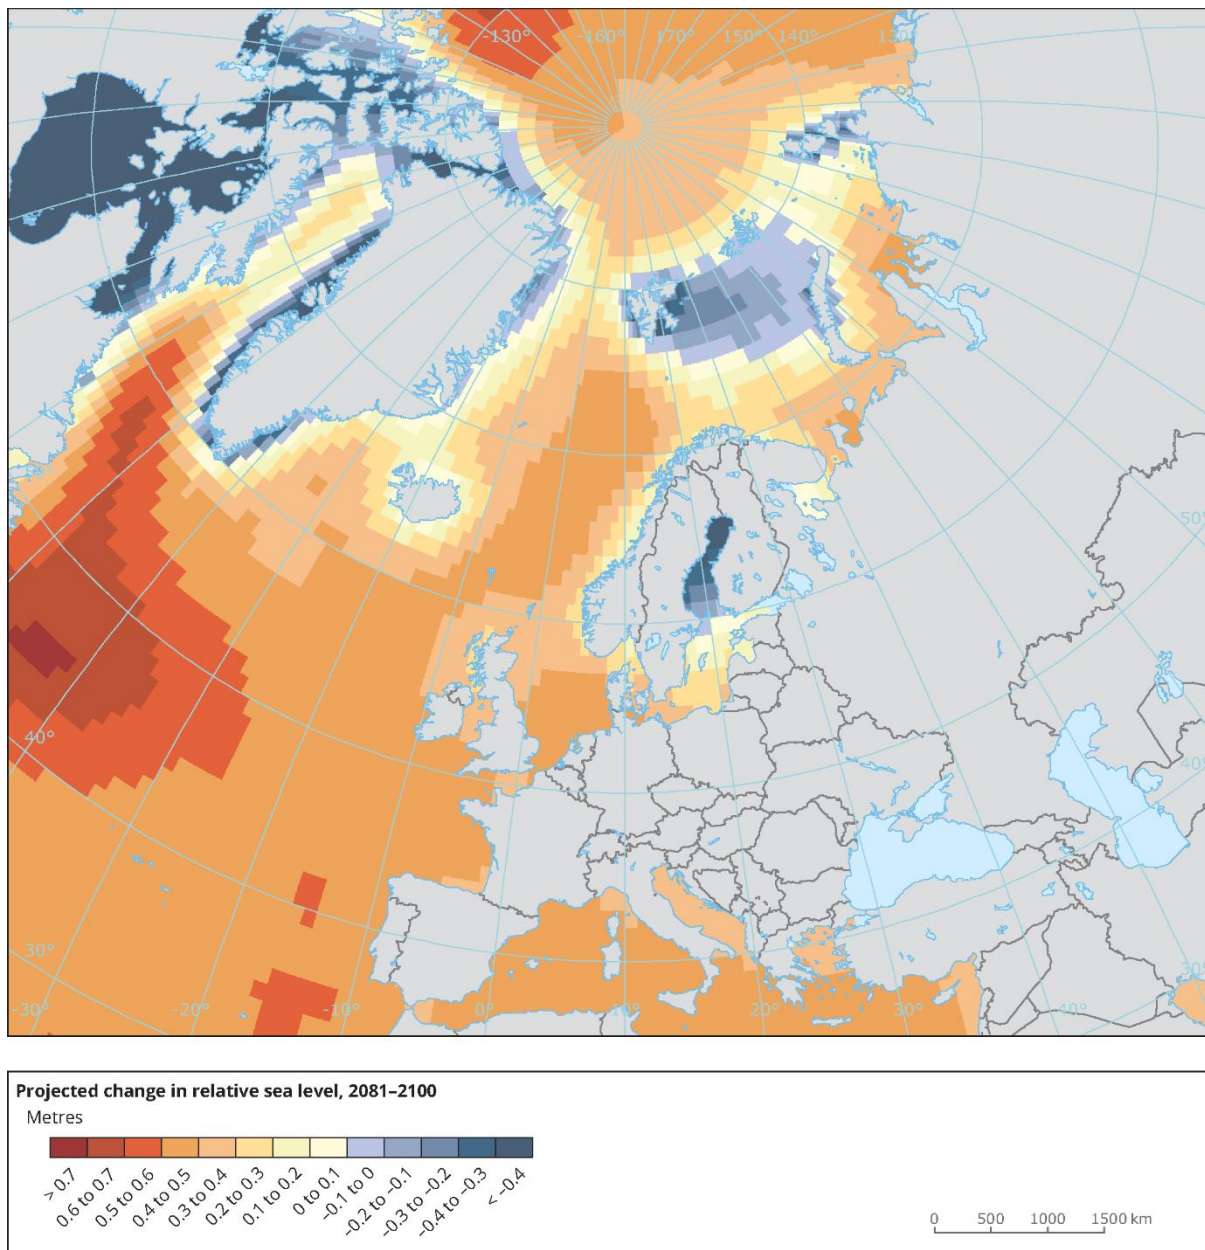 -130°
-160°
170°
150°
140°
130°
50°
40°
40°
30°
30°
-30°
-20°
-10°
0°
10°
20°
30°
40°
Projected change in relative sea level, 2081–2100
Metres
> 0.7
0.6 to 0.7
0.5 to 0.6
0.4 to 0.5
0.3 to 0.4
0.2 to 0.3
0.1 to 0.2
0 to 0.1
-0.1 to 0
-0.2 to -0.1
-0.3 to -0.2
-0.4 to -0.3
< -0.4
0 500 1000 1500 km